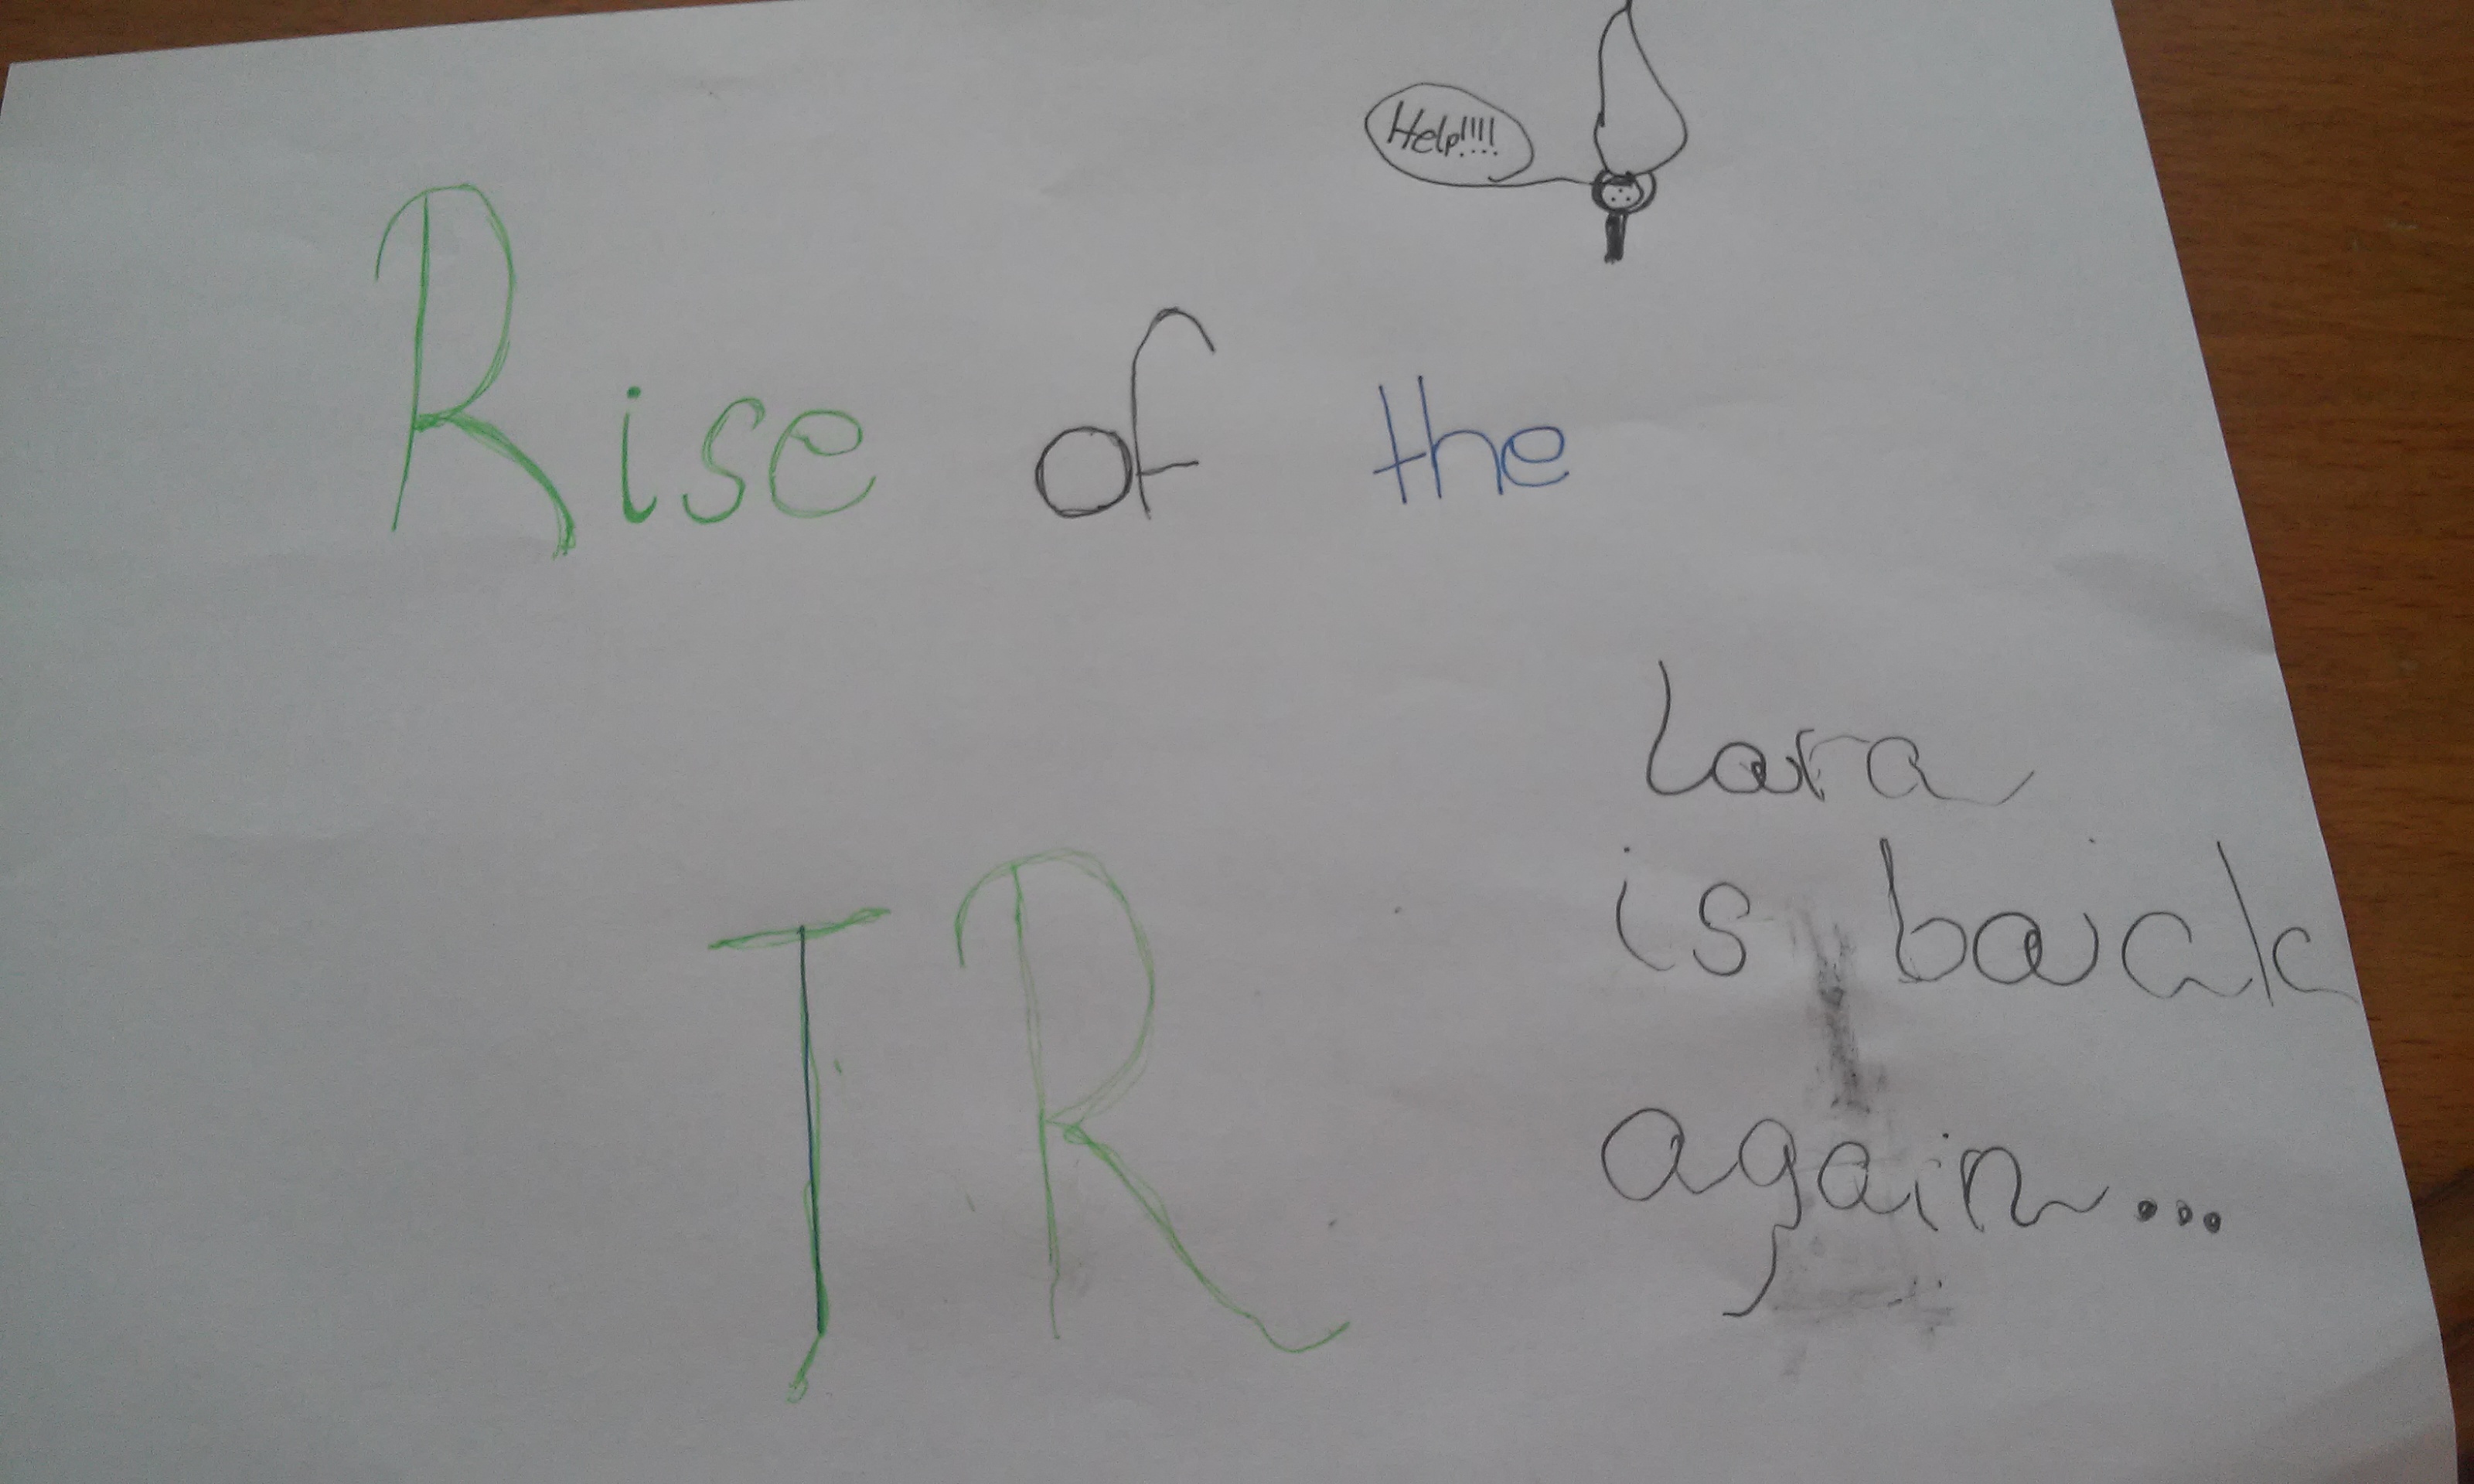 Help!!!!
Rise of the
TR
Lara
is back
again...